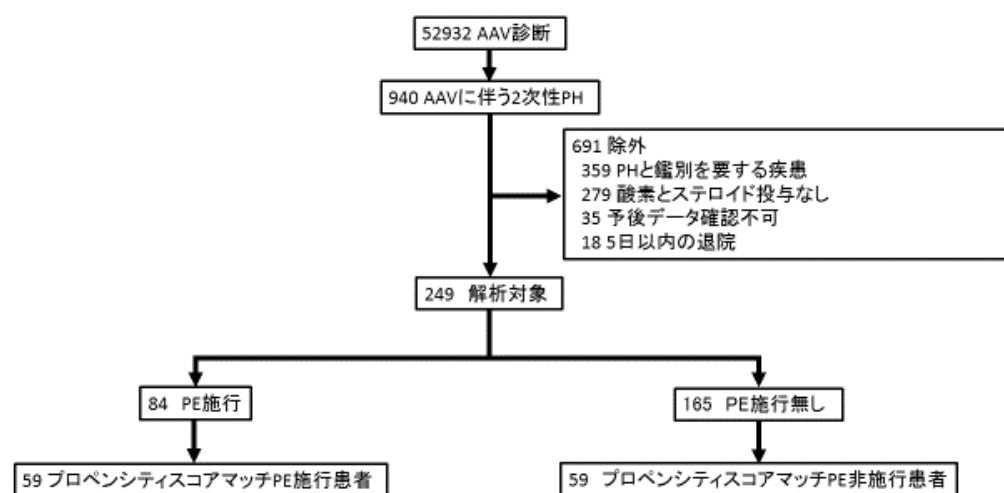 52932 AAV診断
940 AAVに伴う2次性PH
691 除外
359 PHと鑑別を要する疾患
279 酸素とステロイド投与なし
35 予後データ確認不可
18 5日以内の退院
249 解析対象
84 PE施行
165 PE施行無し
59 プロペンシティスコアマッチPE施行患者
59 プロペンシティスコアマッチPE非施行患者